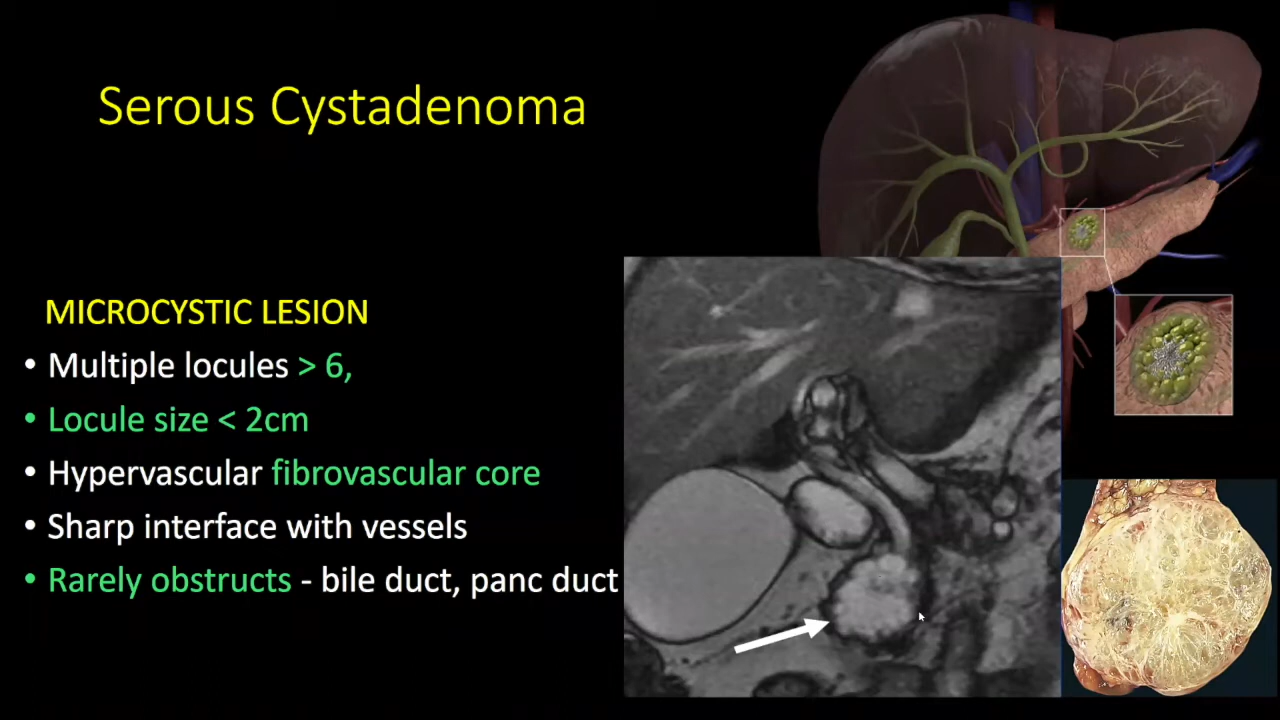 Serous Cystadenoma
MICROCYSTIC LESION
• Multiple locules > 6,
• Locule size < 2cm
• Hypervascular fibrovascular core
• Sharp interface with vessels
• Rarely obstructs - bile duct, panc duct